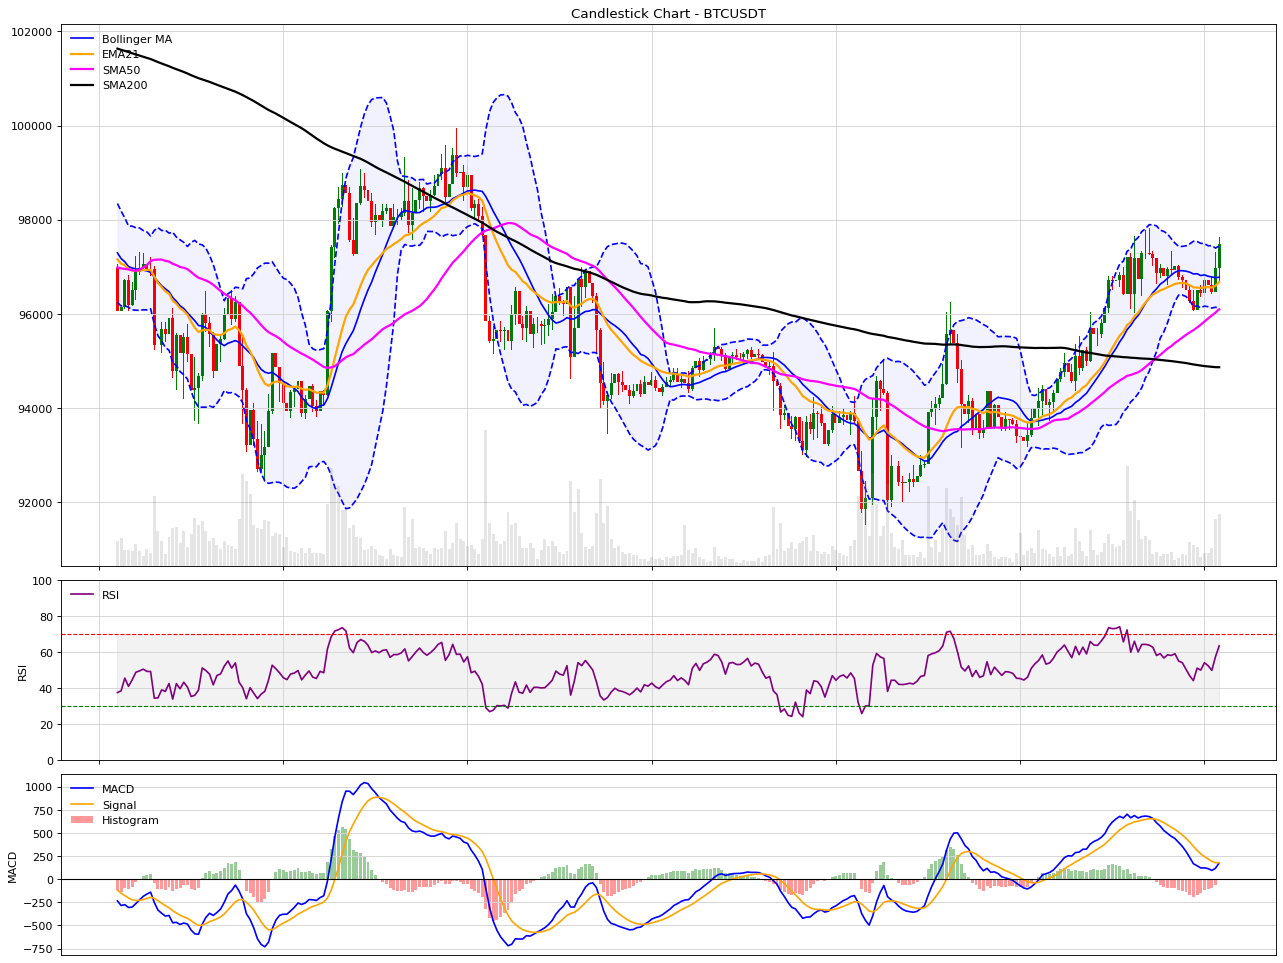 Candlestick Chart - BTCUSDT
102000
100000
98000
96000
94000
92000
Bollinger MA
EMA21
SMA50
SMA200
100
80
60
40
20
0
RSI
RSI
1000
750
500
250
0
−250
−500
−750
MACD
MACD
Signal
Histogram